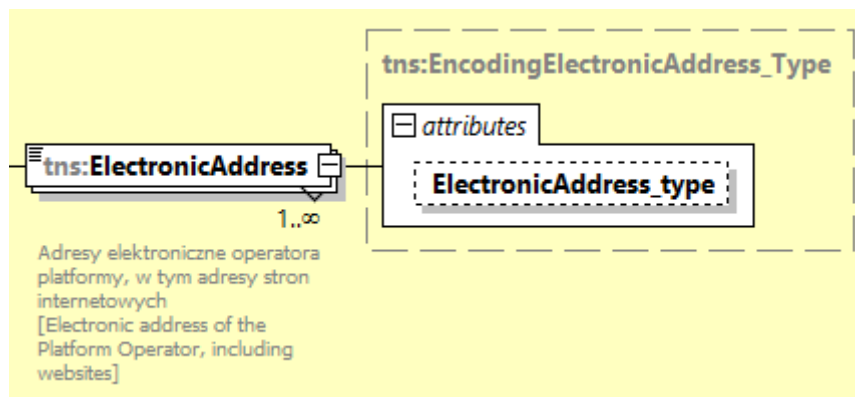 tns:EncodingElectronicAddress_Type
attributes
tns:ElectronicAddress
ElectronicAddress_type
1..∞
Adresy elektroniczne operatora
platformy, w tym adresy stron
internetowych
[Electronic address of the
Platform Operator, including
websites]